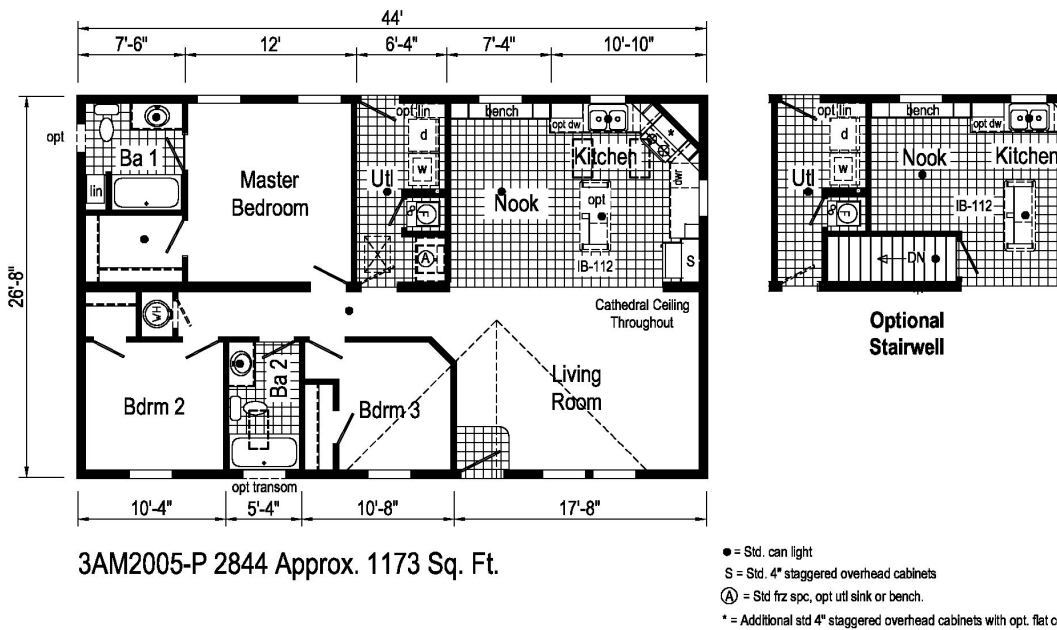 44'
7'-6" 12' 6'-4" 7'-4" 10'-10"
26'-8"
opt
Ba 1
lin
Master
Bedroom
opt lin
d
w
Utl
F
A
bench
opt dw
Kitchen
*
dwr
Nook
opt
IB-112
S
Cathedral Ceiling
Throughout
WH
Bdrm 2
Ba 2
Bdrm 3
Living
Room
opt transom
10'-4" 5'-4" 10'-8" 17'-8"
3AM2005-P 2844 Approx. 1173 Sq. Ft.
opt lin
d
w
Utl
F
bench
opt dw
Nook
Kitchen
IB-112
DN
Optional
Stairwell
● = Std. can light
S = Std. 4" staggered overhead cabinets
Ⓐ = Std frz spc, opt utl sink or bench.
* = Additional std 4" staggered overhead cabinets with opt. flat c